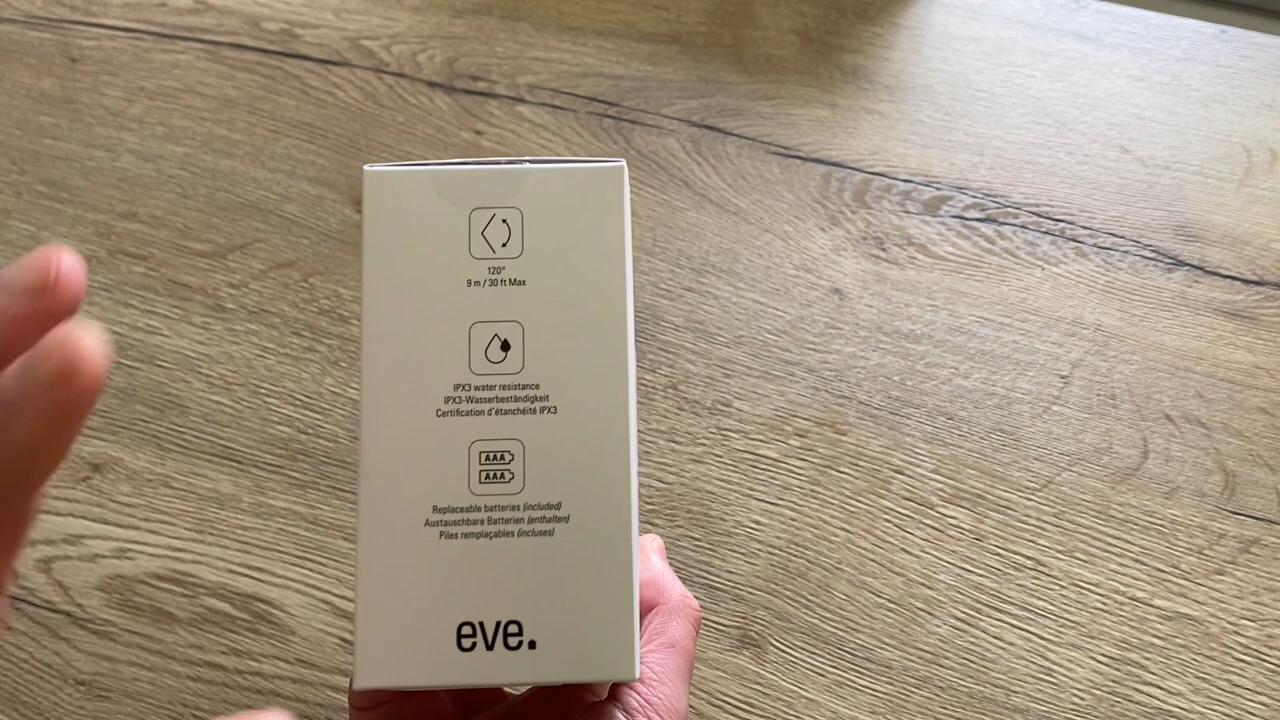 120°
9 m / 30 ft Max
IPX3 water resistance
IPX3-Wasserbeständigkeit
Certification d'étanchéité IPX3
AAA
AAA
Replaceable batteries (included)
Austauschbare Batterien (enthalten)
Piles remplaçables (incluses)
eve.